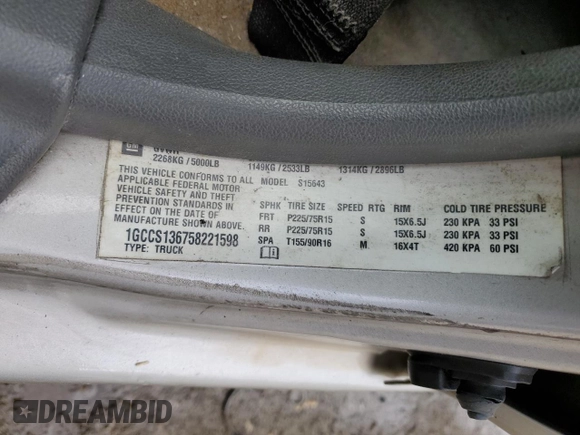 GM GVWR
2268KG / 5000LB 1149KG / 2533LB 1314KG / 2896LB
THIS VEHICLE CONFORMS TO ALL MODEL S15643
APPLICABLE FEDERAL MOTOR
VEHICLE SAFETY AND THEFT SPHK TIRE SIZE SPEED RTG RIM COLD TIRE PRESSURE
PREVENTION STANDARDS IN FRT P225/75R15 S 15X6.5J 230 KPA 33 PSI
EFFECT ON THE DATE OF RR P225/75R15 S 15X6.5J 230 KPA 33 PSI
MANUFACTURE SHOWN ABOVE. SPA T155/90R16 M 16X4T 420 KPA 60 PSI
1GCCS136758221598
TYPE: TRUCK
DREAMBID